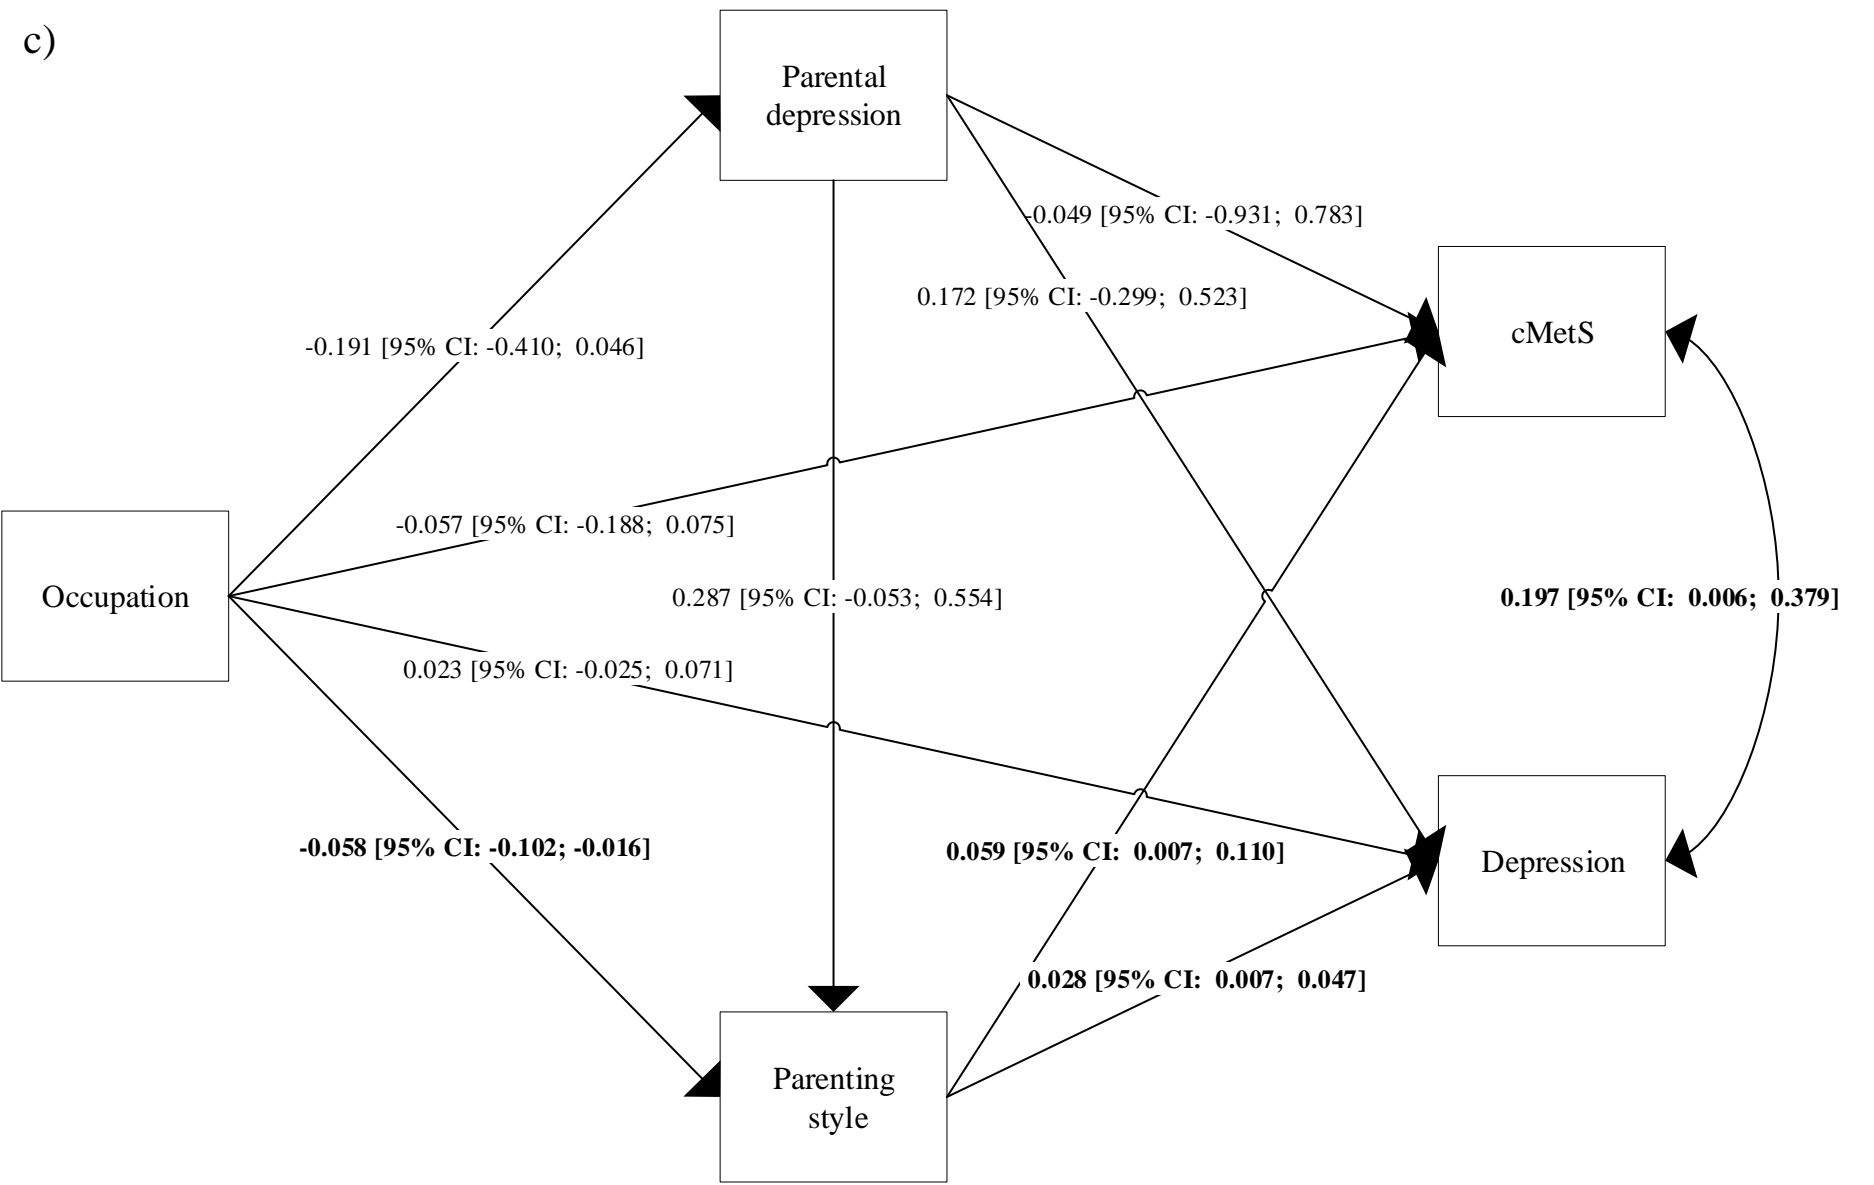 c)
Parental
depression
-0.049 [95% CI: -0.931; 0.783]
0.172 [95% CI: -0.299; 0.523]
cMetS
-0.191 [95% CI: -0.410; 0.046]
-0.057 [95% CI: -0.188; 0.075]
Occupation
0.287 [95% CI: -0.053; 0.554]
0.197 [95% CI: 0.006; 0.379]
0.023 [95% CI: -0.025; 0.071]
-0.058 [95% CI: -0.102; -0.016]
0.059 [95% CI: 0.007; 0.110]
Depression
0.028 [95% CI: 0.007; 0.047]
Parenting
style